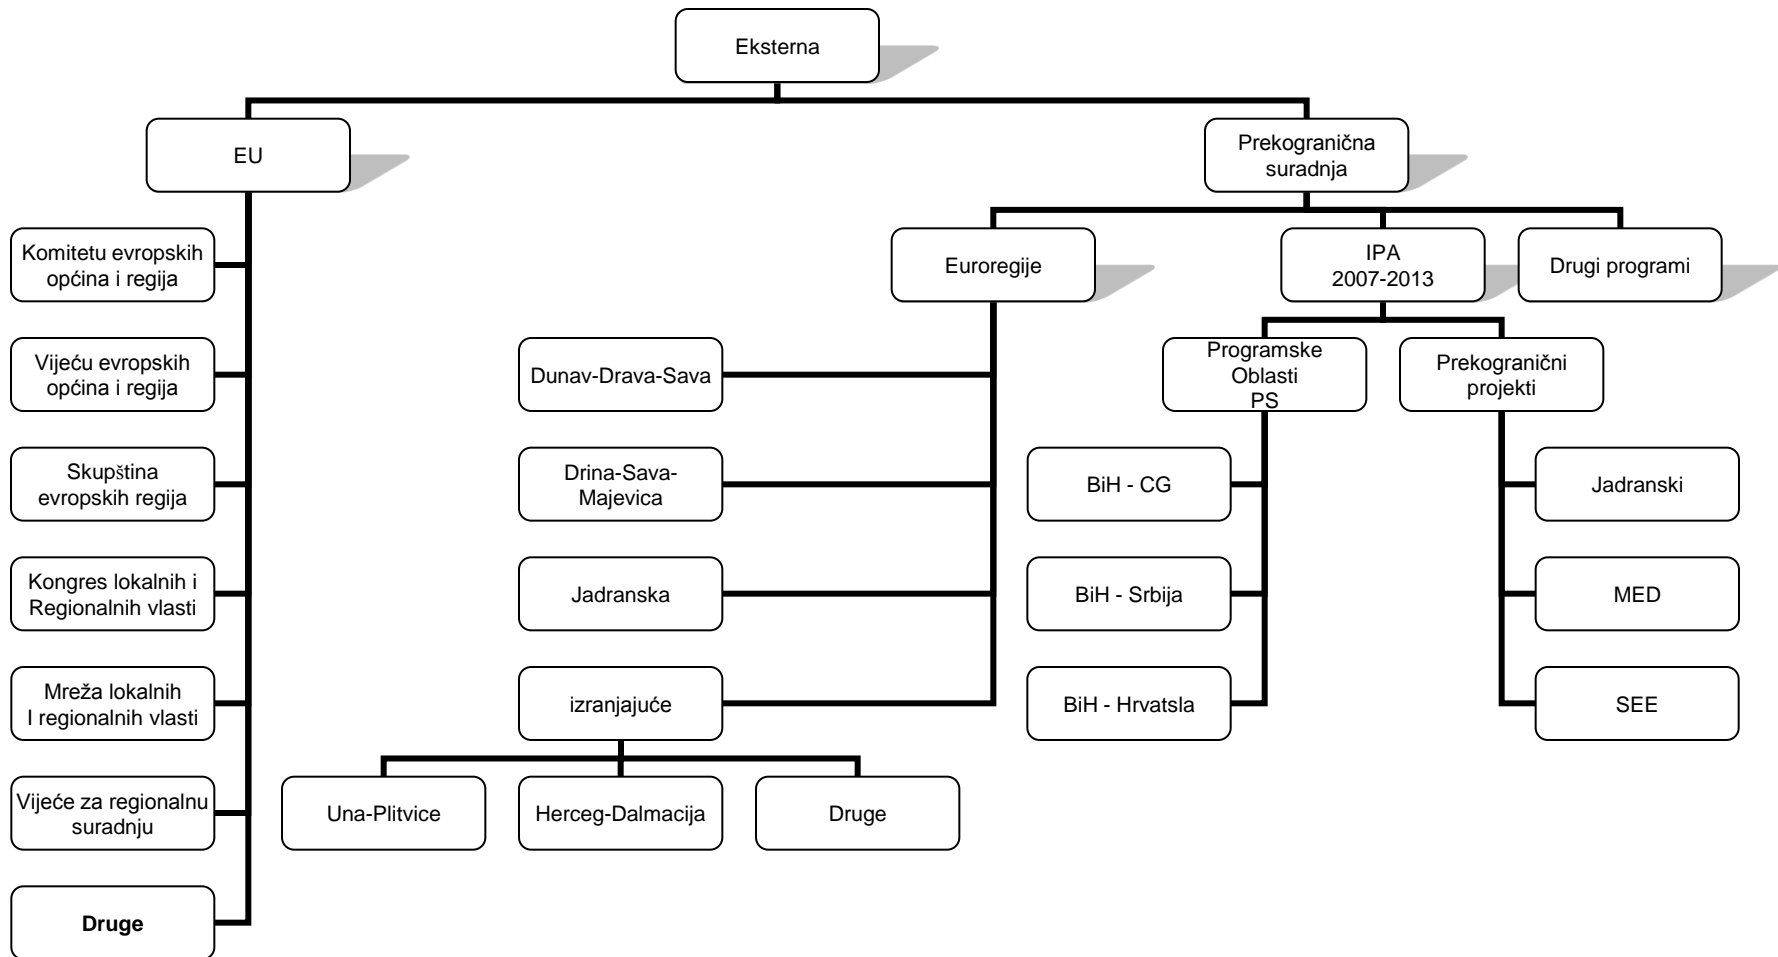 Eksterna
EU
Prekogranična
suradnja
Komitetu evropskih
općina i regija
Euroregije
IPA
2007-2013
Drugi programi
Vijeću evropskih
općina i regija
Dunav-Drava-Sava
Programske
Oblasti
PS
Prekogranični
projekti
Skupština
evropskih regija
Drina-Sava-
Majevica
BiH - CG
Jadranski
Kongres lokalnih i
Regionalnih vlasti
Jadranska
BiH - Srbija
MED
Mreža lokalnih
I regionalnih vlasti
izranjajuće
BiH - Hrvatsla
SEE
Vijeće za regionalnu
suradnju
Una-Plitvice
Herceg-Dalmacija
Druge
Druge